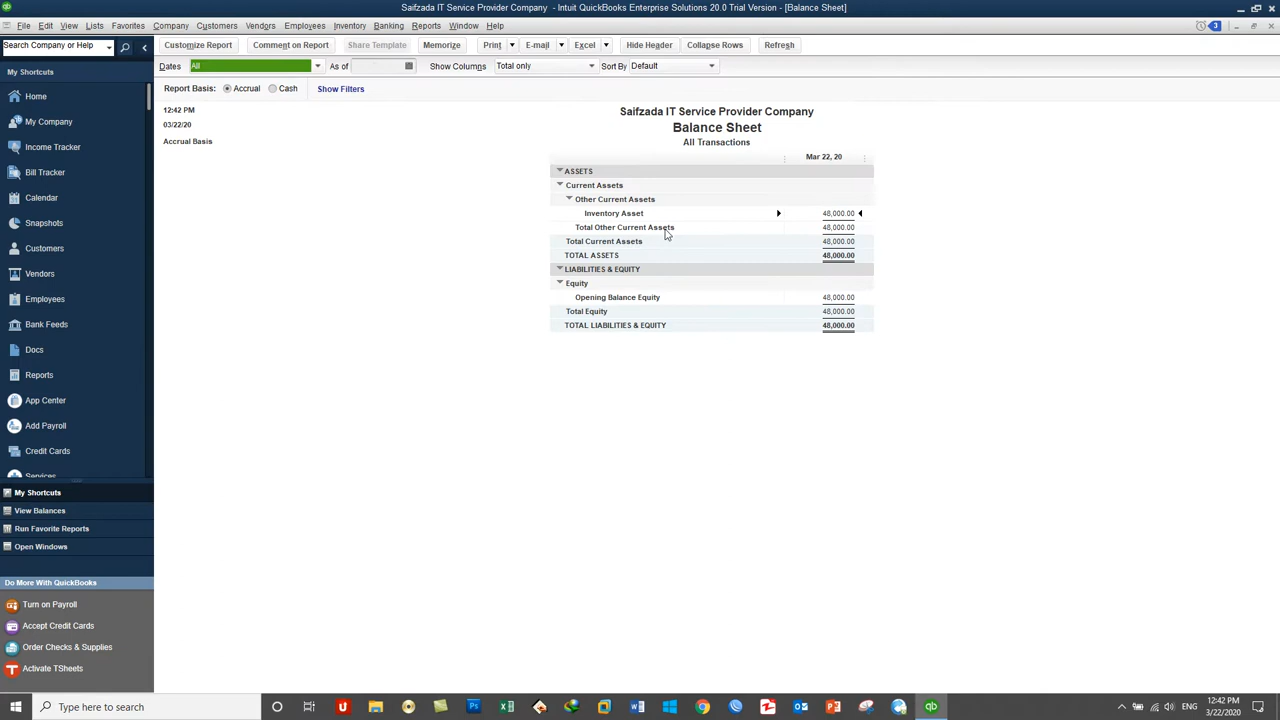 Saifzada IT Service Provider Company - Intuit QuickBooks Enterprise Solutions 20.0 Trial Version - [Balance Sheet]
qb
File Edit View Lists Favorites Company Customers Vendors Employees Inventory Banking Reports Window Help
3
Search Company or Help
Customize Report Comment on Report Share Template Memorize Print E-mail Excel Hide Header Collapse Rows Refresh
Dates All As of Show Columns Total only Sort By Default
Report Basis: Accrual Cash Show Filters
My Shortcuts
Home
My Company
Income Tracker
Bill Tracker
Calendar
Snapshots
Customers
Vendors
Employees
Bank Feeds
Docs
Reports
App Center
Add Payroll
Credit Cards
Services
My Shortcuts
View Balances
Run Favorite Reports
Open Windows
Do More With QuickBooks
Turn on Payroll
Accept Credit Cards
Order Checks & Supplies
Activate TSheets
12:42 PM
03/22/20
Accrual Basis
Saifzada IT Service Provider Company
Balance Sheet
All Transactions
Mar 22, 20
ASSETS
Current Assets
Other Current Assets
Inventory Asset 48,000.00
Total Other Current Assets 48,000.00
Total Current Assets 48,000.00
TOTAL ASSETS 48,000.00
LIABILITIES & EQUITY
Equity
Opening Balance Equity 48,000.00
Total Equity 48,000.00
TOTAL LIABILITIES & EQUITY 48,000.00
Type here to search
ENG
12:42 PM
3/22/2020